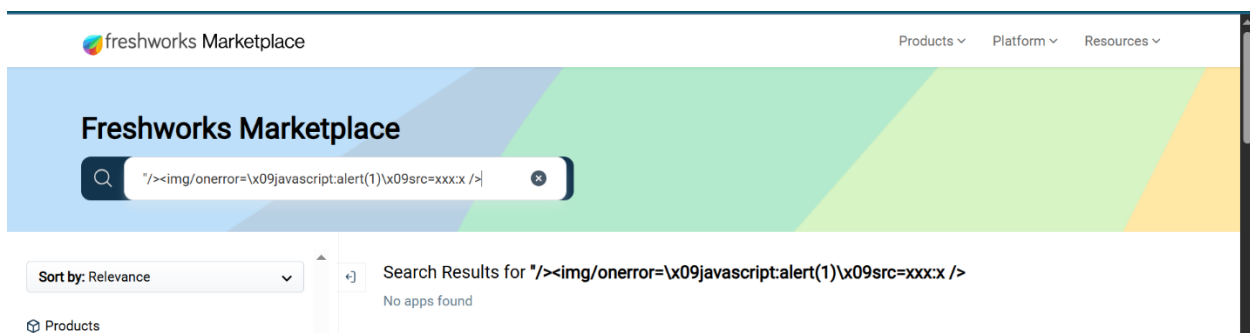 freshworks Marketplace
Products Platform Resources
Freshworks Marketplace
"/><img/onerror=\x09javascript:alert(1)\x09src=xxx:x />
Sort by: Relevance
Search Results for "/><img/onerror=\x09javascript:alert(1)\x09src=xxx:x />
No apps found
Products